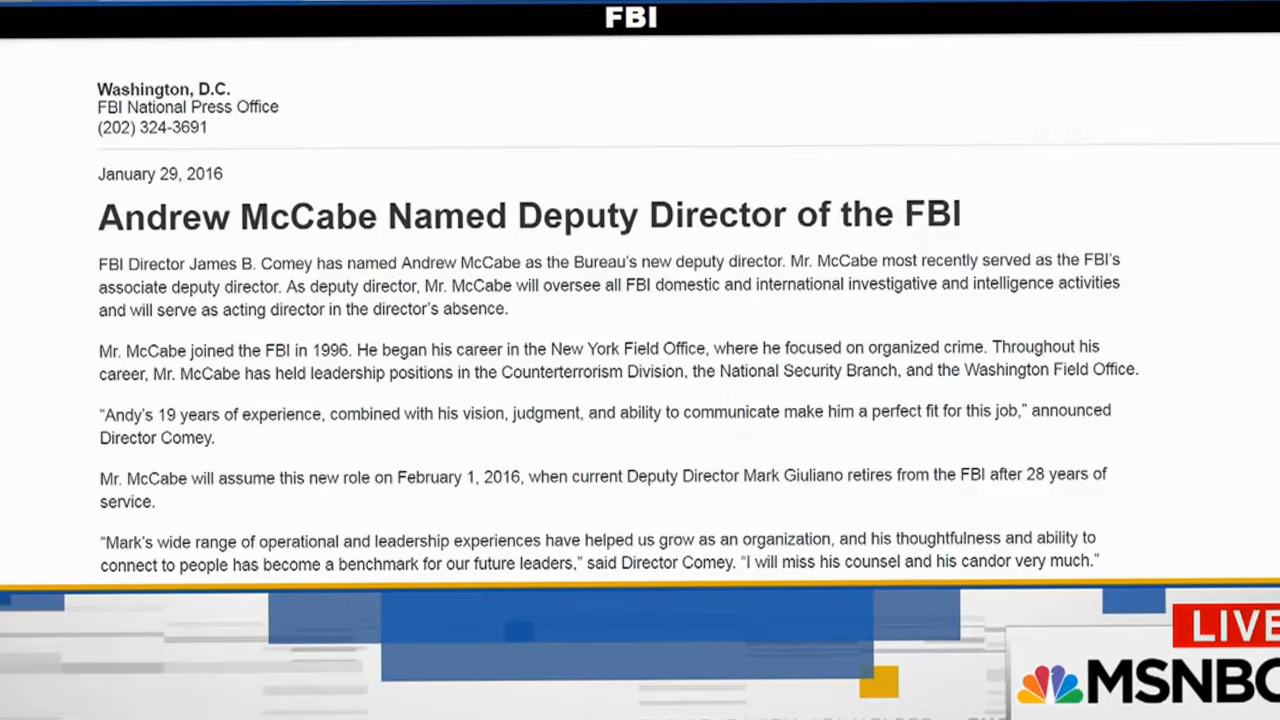 FBI
Washington, D.C.
FBI National Press Office
(202) 324-3691
January 29, 2016
Andrew McCabe Named Deputy Director of the FBI
FBI Director James B. Comey has named Andrew McCabe as the Bureau's new deputy director. Mr. McCabe most recently served as the FBI's
associate deputy director. As deputy director, Mr. McCabe will oversee all FBI domestic and international investigative and intelligence activities
and will serve as acting director in the director's absence.
Mr. McCabe joined the FBI in 1996. He began his career in the New York Field Office, where he focused on organized crime. Throughout his
career, Mr. McCabe has held leadership positions in the Counterterrorism Division, the National Security Branch, and the Washington Field Office.
“Andy's 19 years of experience, combined with his vision, judgment, and ability to communicate make him a perfect fit for this job,” announced
Director Comey.
Mr. McCabe will assume this new role on February 1, 2016, when current Deputy Director Mark Giuliano retires from the FBI after 28 years of
service.
“Mark's wide range of operational and leadership experiences have helped us grow as an organization, and his thoughtfulness and ability to
connect to people has become a benchmark for our future leaders,” said Director Comey. “I will miss his counsel and his candor very much.”
LIVE
MSNBC